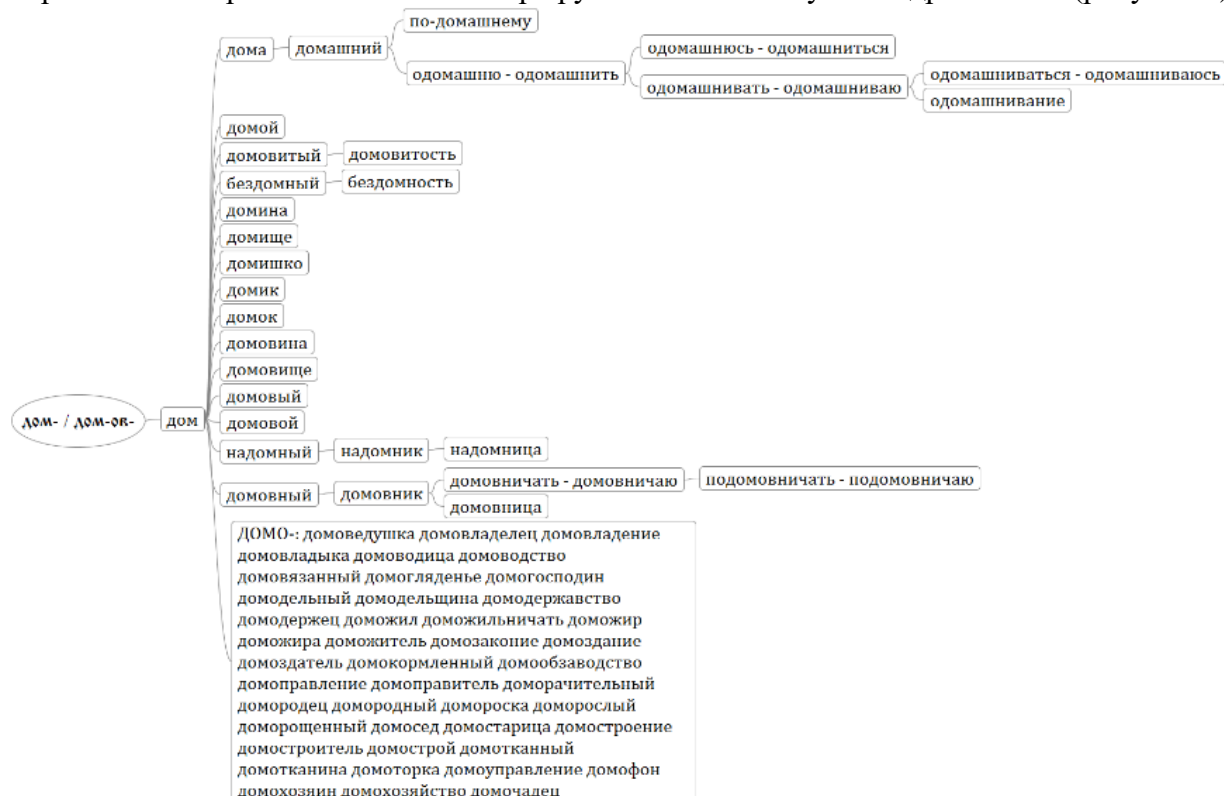 по-домашнему
дома
домашний
одомашнюсь - одомашниться
одомашню - одомашнить
одомашниваться - одомашниваюсь
одомашнивать - одомашниваю
одомашнивание
домой
домовитый
домовитость
бездомный
бездомность
домина
домище
домишко
домик
домок
домовина
домовище
домовый
дом- / дом-ов-
дом
домовой
надомный
надомник
надомница
домовничать - домовничаю
подомовничать - подомовничаю
домовный
домовник
домовница
ДОМО-: домоведушка домовладелец домовладение
домовладыка домоводица домоводство
домовязанный домогляденье домогосподин
домодельный домодельщина домодержавство
домодержец доможил доможильничать доможир
доможира доможитель домозаконие домоздание
домоздатель домокормленный домообзаводство
домоправление домоправитель доморачительный
домородец домородный домороска доморослый
доморощенный домосед домостарица домостроение
домостроитель домострой домотканный
домотканина домоторка домоуправление домофон
домохозяин домохозяйство домочадец